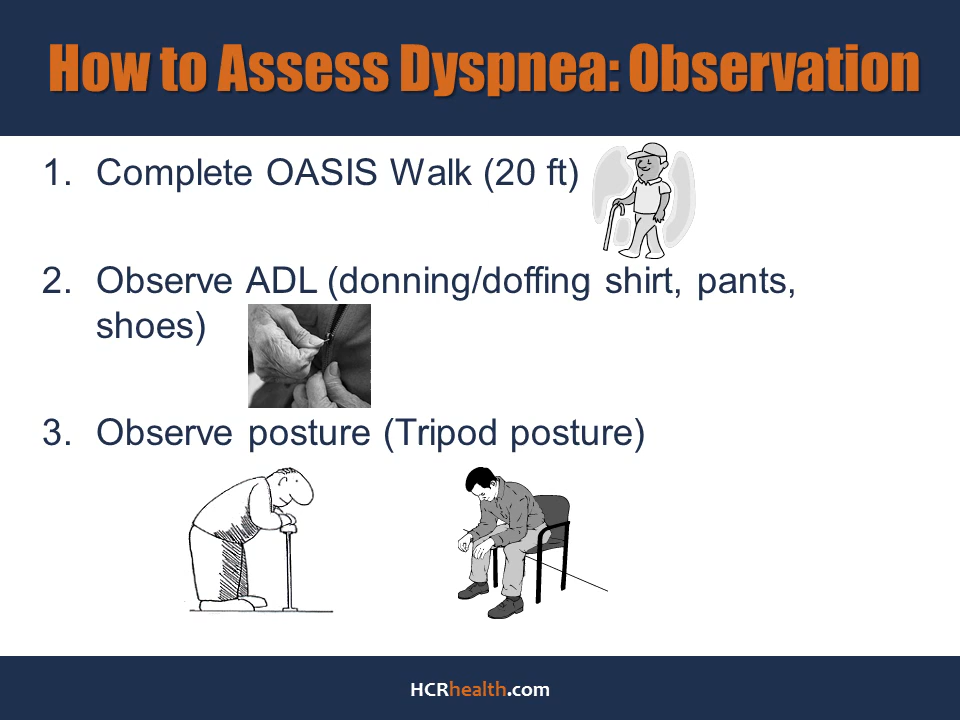 How to Assess Dyspnea: Observation
1. Complete OASIS Walk (20 ft)
2. Observe ADL (donning/doffing shirt, pants,
shoes)
3. Observe posture (Tripod posture)
HCRhealth.com